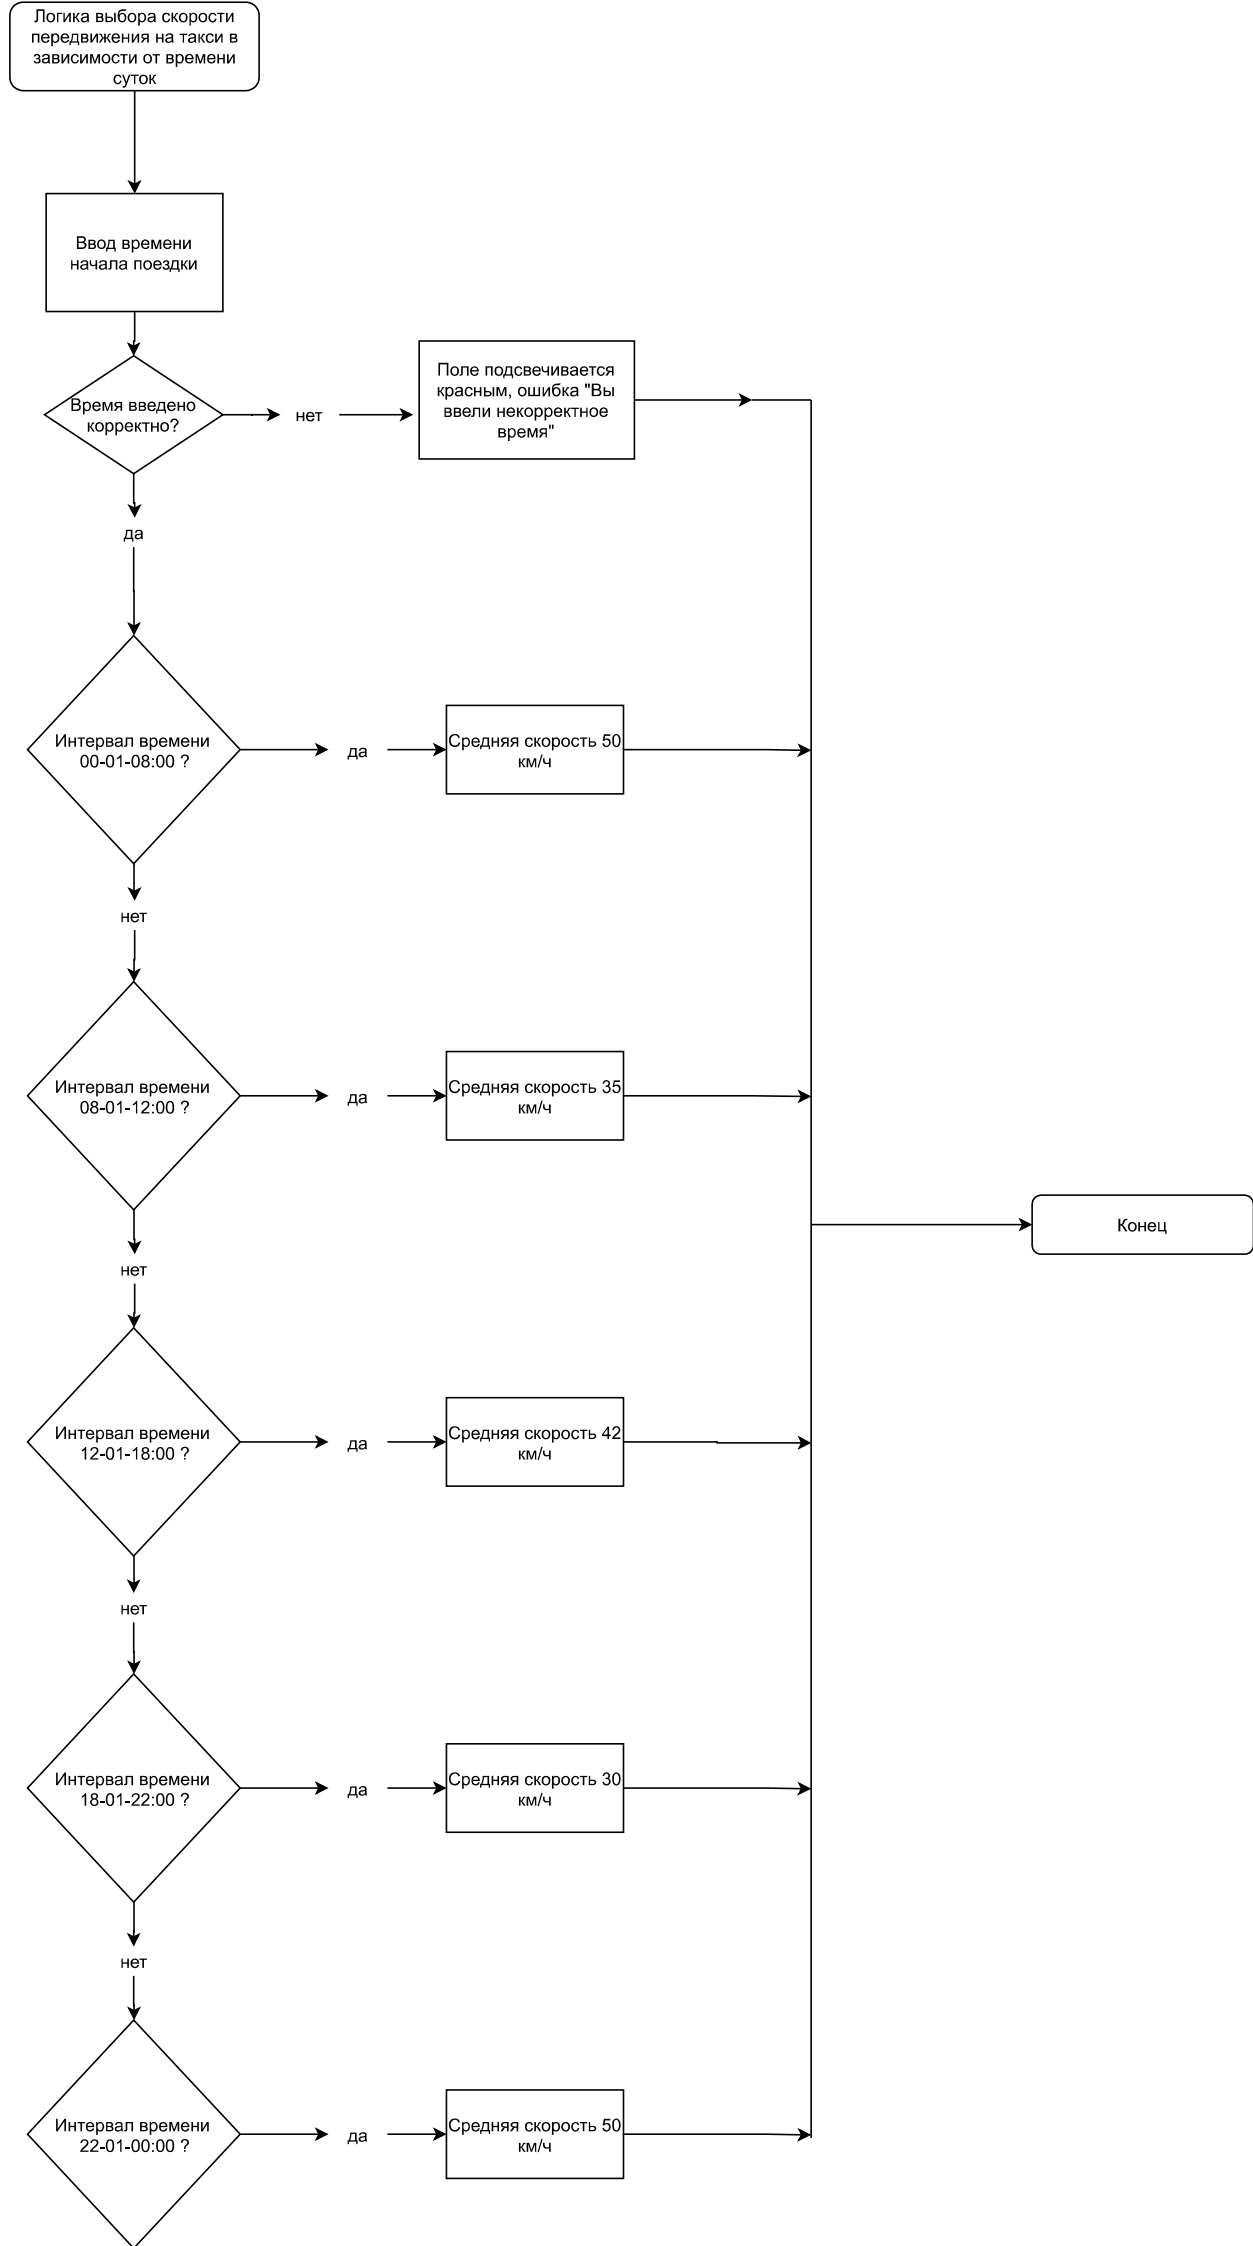 Логика выбора скорости
передвижения на такси в
зависимости от времени
суток
Ввод времени
начала поездки
Время введено
корректно?
нет
Поле подсвечивается
красным, ошибка "Вы
ввели некорректное
время"
да
Интервал времени
00-01-08:00 ?
да
Средняя скорость 50
км/ч
нет
Интервал времени
08-01-12:00 ?
да
Средняя скорость 35
км/ч
Конец
нет
Интервал времени
12-01-18:00 ?
да
Средняя скорость 42
км/ч
нет
Интервал времени
18-01-22:00 ?
да
Средняя скорость 30
км/ч
нет
Интервал времени
22-01-00:00 ?
да
Средняя скорость 50
км/ч